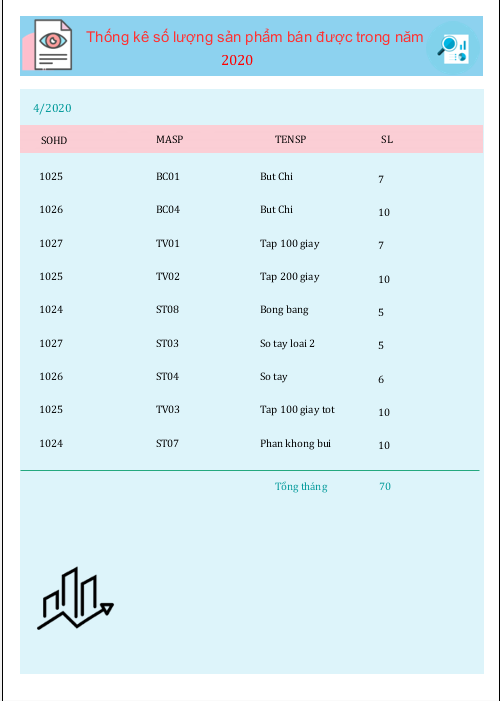 Thống kê số lượng sản phẩm bán được trong năm
2020
4/2020
SOHD MASP TENSP SL
1025 BC01 But Chi 7
1026 BC04 But Chi 10
1027 TV01 Tap 100 giay 7
1025 TV02 Tap 200 giay 10
1024 ST08 Bong bang 5
1027 ST03 So tay loai 2 5
1026 ST04 So tay 6
1025 TV03 Tap 100 giay tot 10
1024 ST07 Phan khong bui 10
Tổng tháng 70